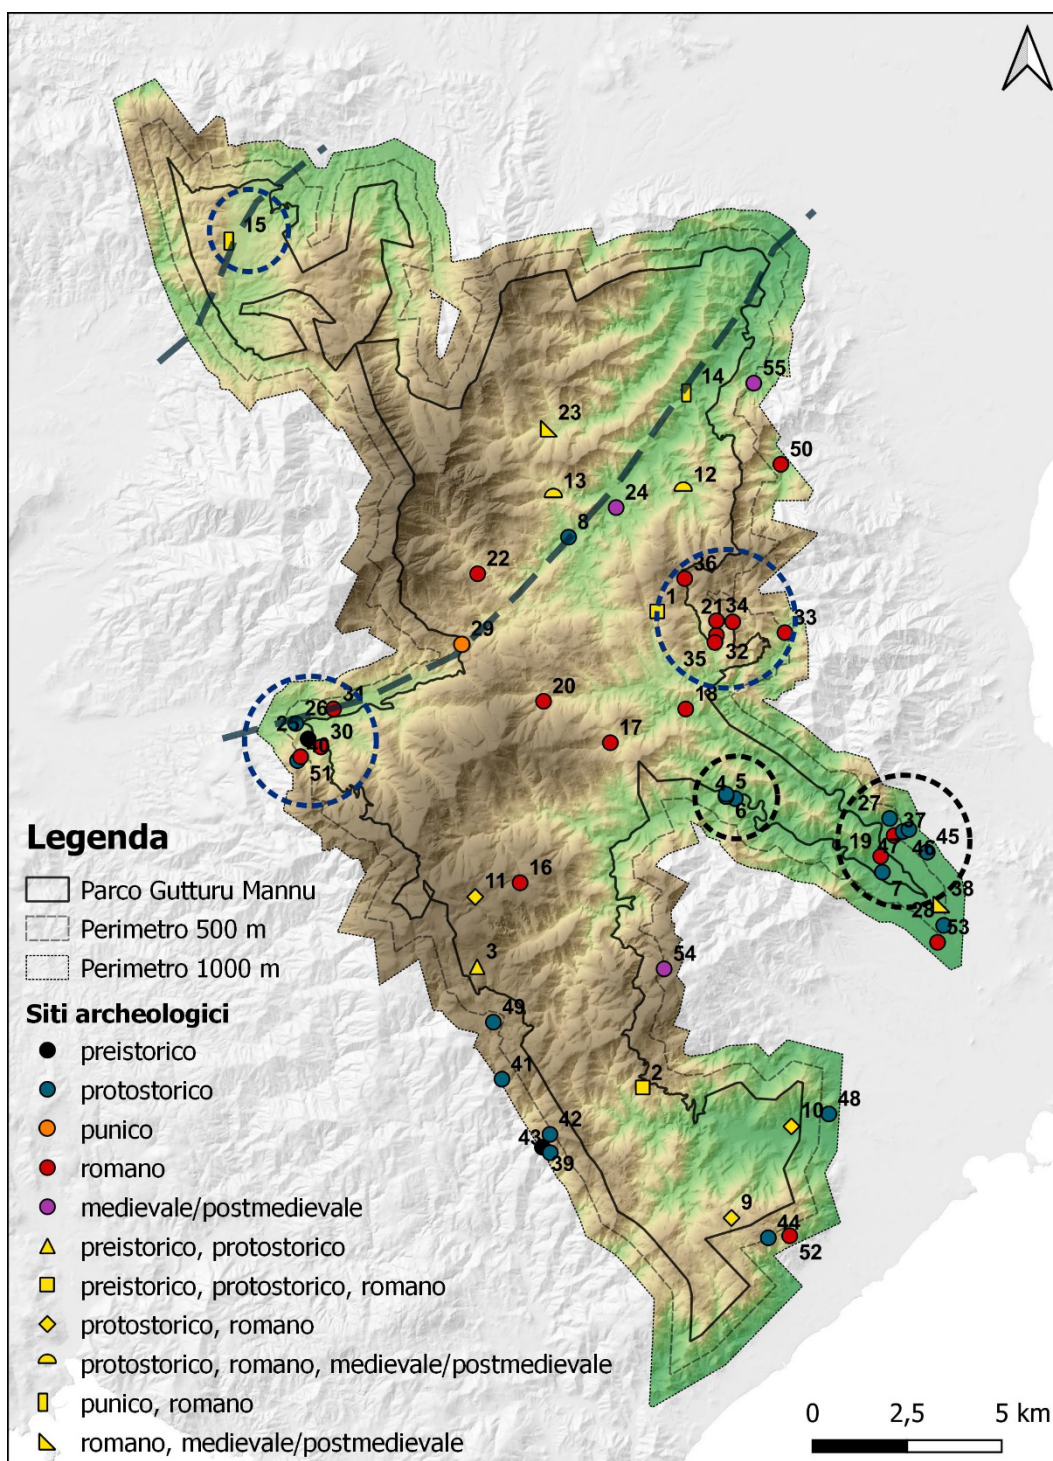 15
14
55
23
50
13
12
24
8
22
36
1
21 34
33
29
32
35
31
20
18
26
25
30
17
40
51
4 5
6
27
37
45
19 47 46
7
38
28
53
16
11
3
54
49
41
2
48
10
42
43
39
9
44
52
Legenda
Parco Gutturu Mannu
Perimetro 500 m
Perimetro 1000 m
Siti archeologici
preistorico
protostorico
punico
romano
medievale/postmedievale
preistorico, protostorico
preistorico, protostorico, romano
protostorico, romano
protostorico, romano, medievale/postmedievale
punico, romano
romano, medievale/postmedievale
0 2,5 5 km